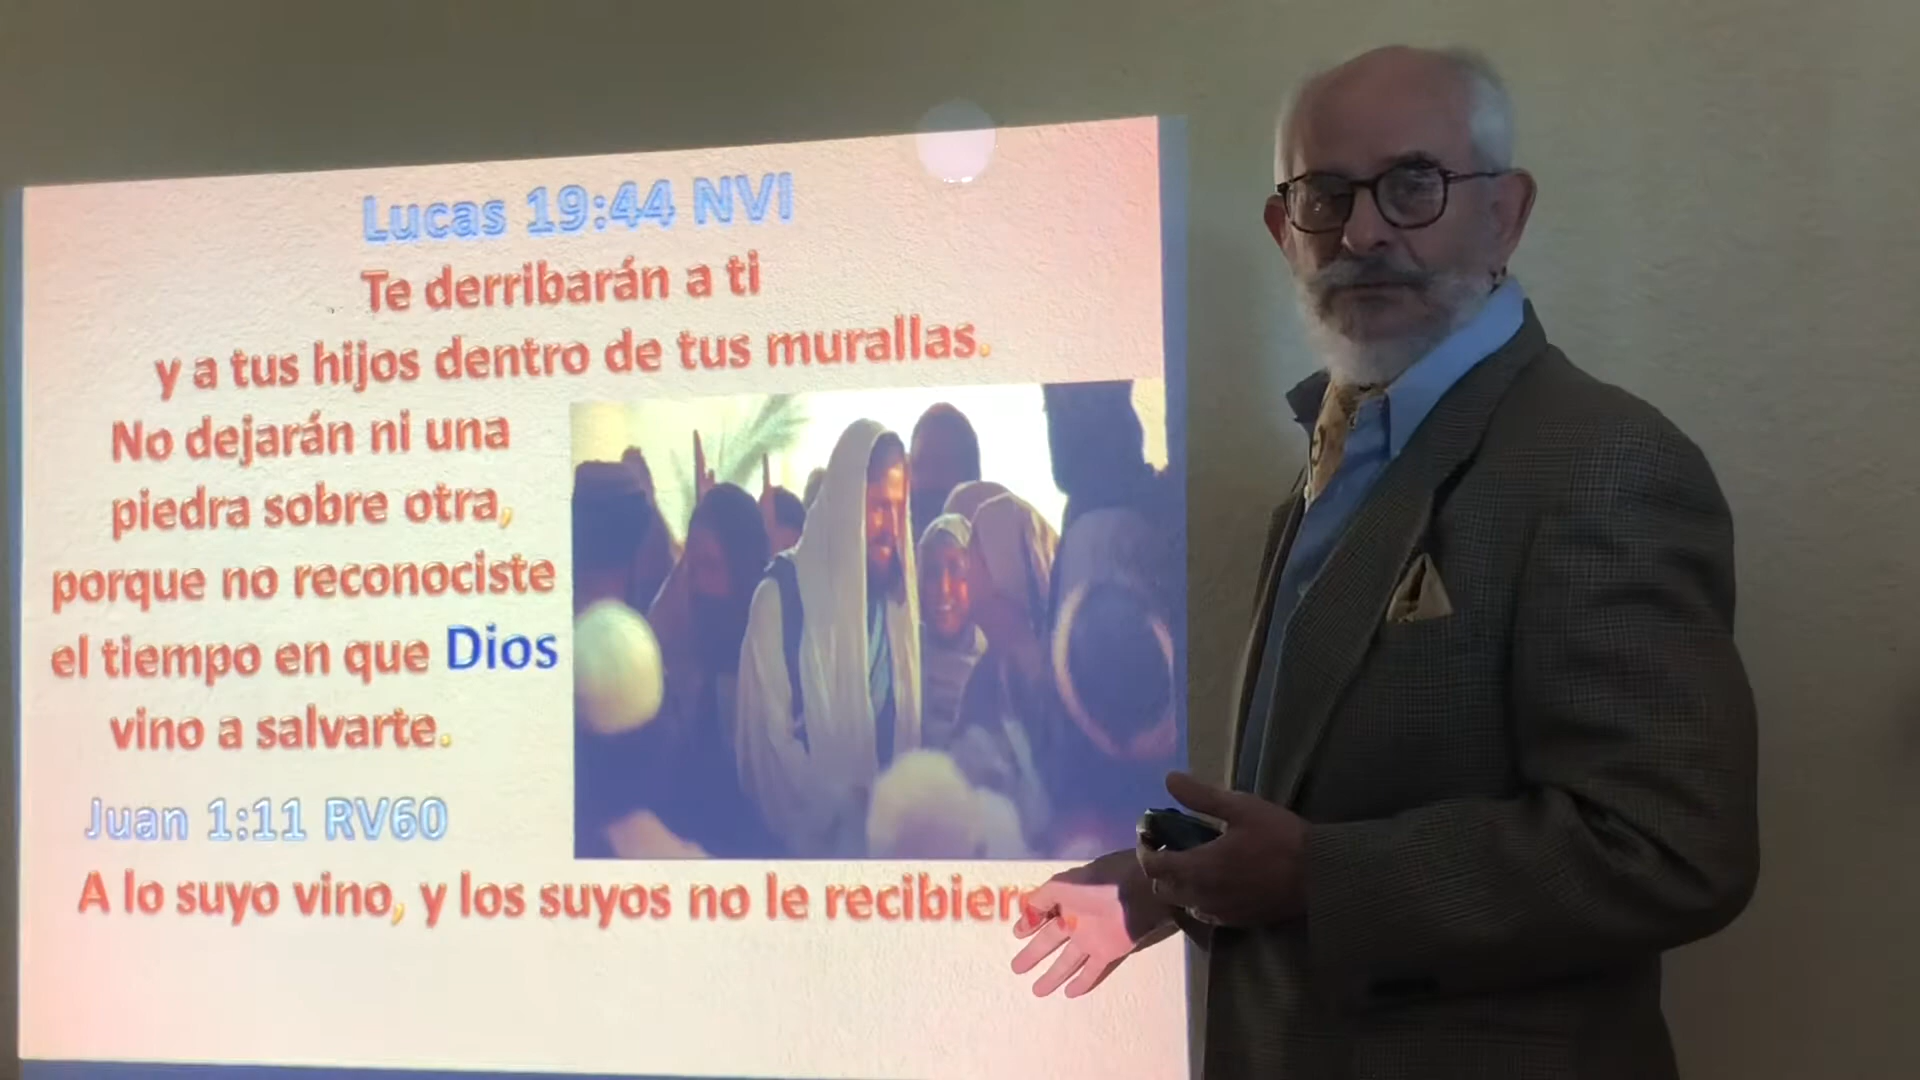 Lucas 19:44 NVI
Te derribarán a ti
y a tus hijos dentro de tus murallas.
No dejarán ni una
piedra sobre otra,
porque no reconociste
el tiempo en que Dios
vino a salvarte.
Juan 1:11 RV60
A lo suyo vino, y los suyos no le